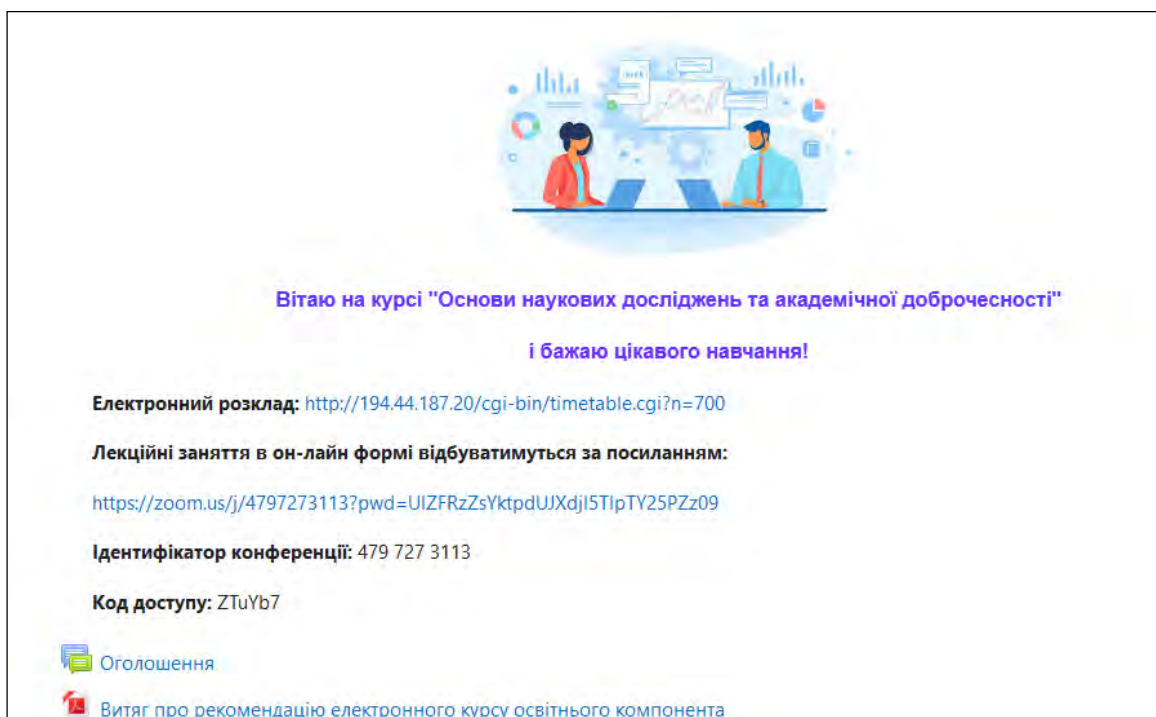 Вітаю на курсі "Основи наукових досліджень та академічної доброчесності"
і бажаю цікавого навчання!
Електронний розклад: http://194.44.187.20/cgi-bin/timetable.cgi?n=700
Лекційні заняття в он-лайн формі відбуватимуться за посиланням:
https://zoom.us/j/4797273113?pwd=UlZFRzZsYktpdUJXdjI5TlpTY25PZz09
Ідентифікатор конференції: 479 727 3113
Код доступу: ZTuYb7
Оголошення
Витяг про рекомендацію електронного курсу освітнього компонента